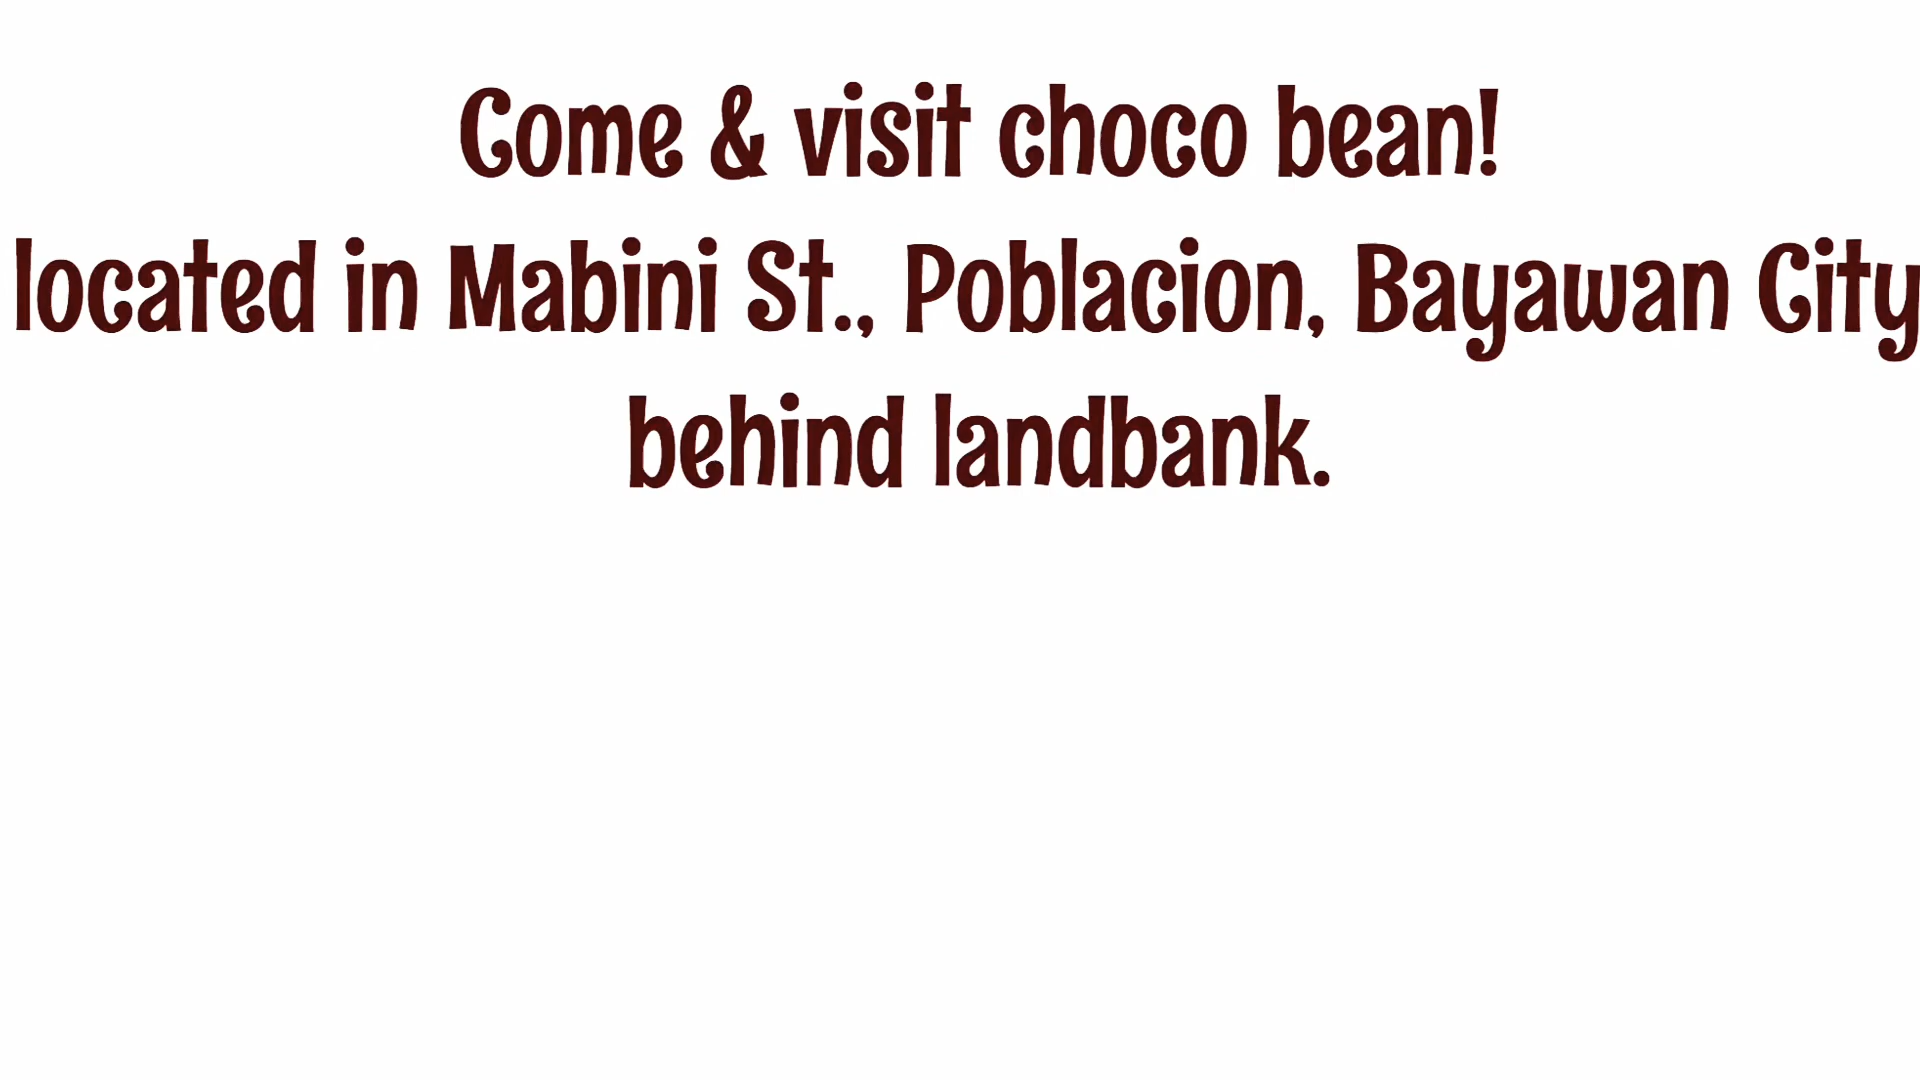 Come & visit choco bean!
located in Mabini St., Poblacion, Bayawan City
behind landbank.